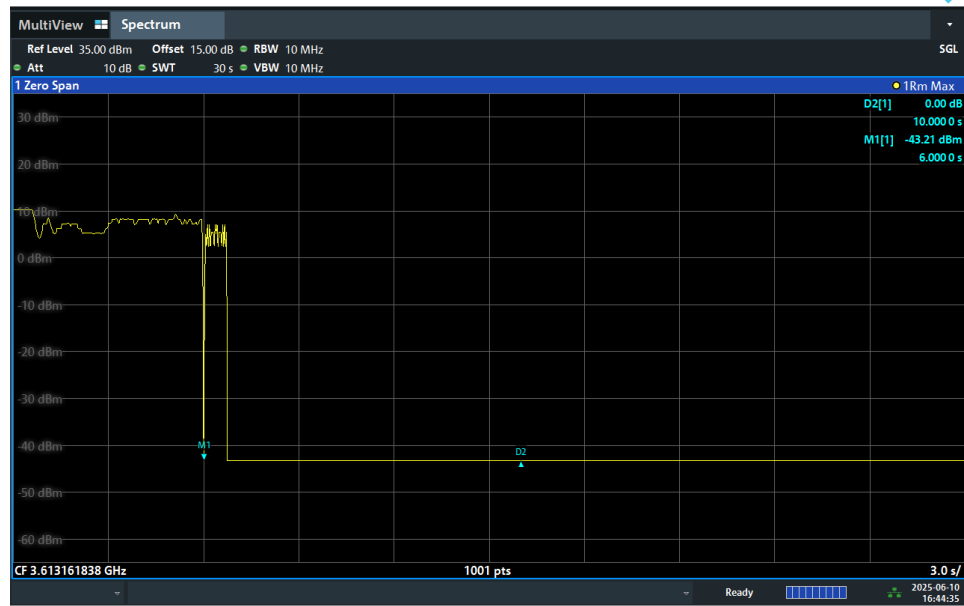 MultiView Spectrum
Ref Level 35.00 dBm Offset 15.00 dB RBW 10 MHz SGL
Att 10 dB SWT 30 s VBW 10 MHz
1 Zero Span 1Rm Max
D2[1] 0.00 dB
10.000 0 s
M1[1] -43.21 dBm
6.000 0 s
30 dBm
20 dBm
10 dBm
0 dBm
-10 dBm
-20 dBm
-30 dBm
-40 dBm
M1
D2
-50 dBm
-60 dBm
CF 3.613161838 GHz 1001 pts 3.0 s/
Ready 2025-06-10
16:44:35